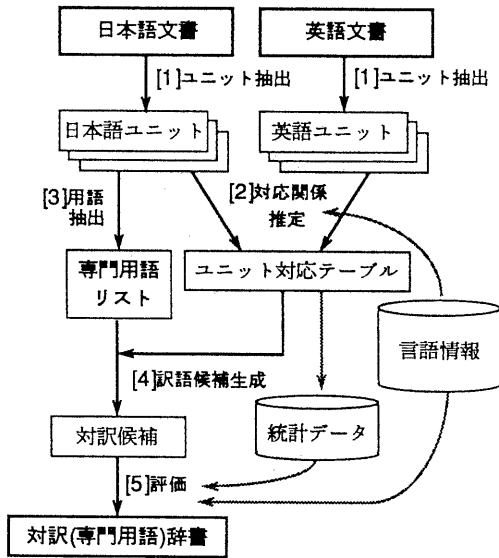 日本語文書
英語文書
[1]ユニット抽出
[1]ユニット抽出
日本語ユニット
英語ユニット
[3]用語
抽出
[2]対応関係
推定
専門用語
リスト
ユニット対応テーブル
言語情報
[4]訳語候補生成
対訳候補
統計データ
[5]評価
対訳(専門用語)辞書